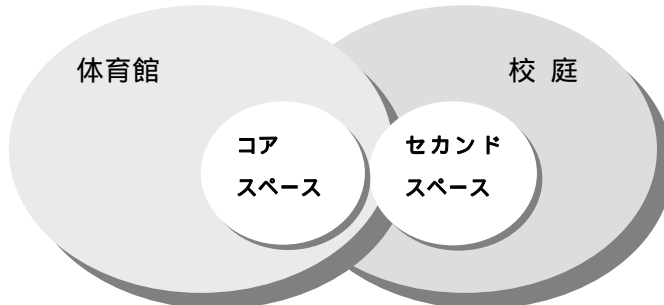 体育館
校 庭
コア
スペース
セカンド
スペース